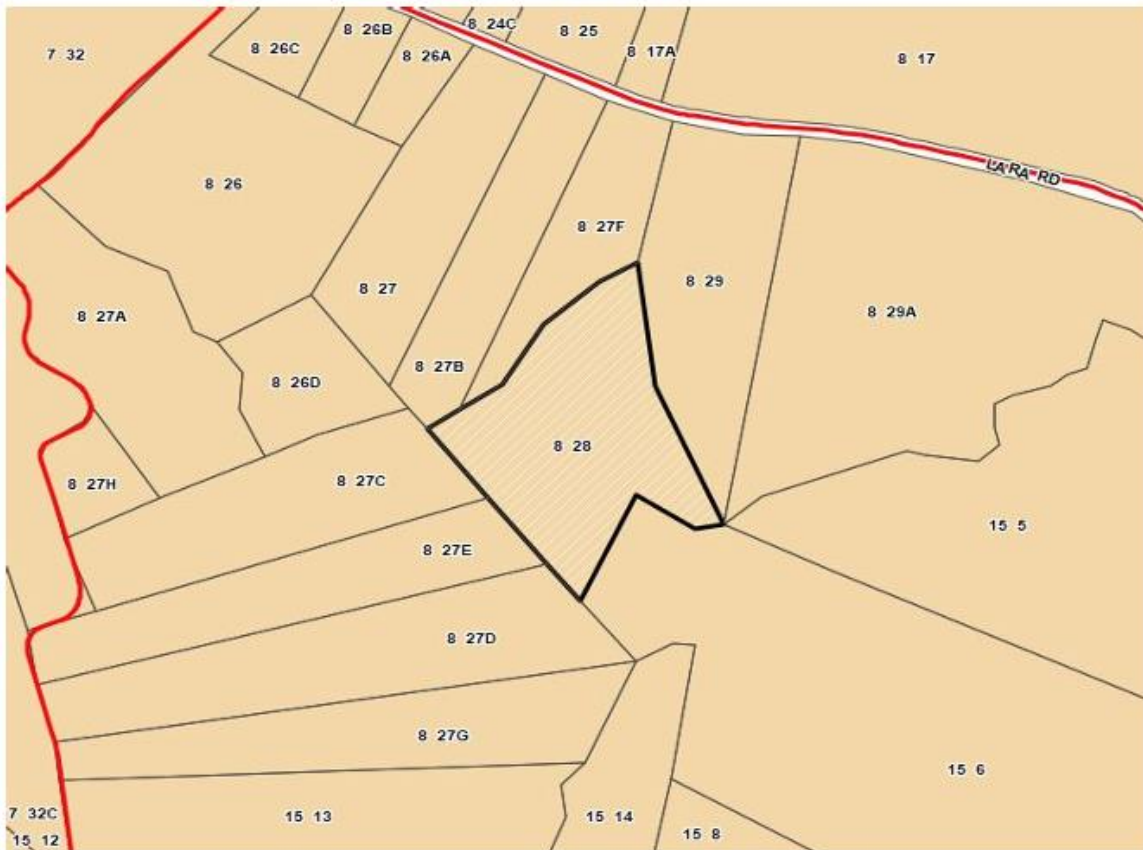 8 24C
8 26B
8 25
8 26C
8 17A
7 32
8 26A
8 17
LA RA RD
8 26
8 27F
8 29
8 27
8 29A
8 27A
8 27B
8 26D
8 28
8 27C
8 27H
15 5
8 27E
8 27D
8 27G
15 6
7 32C
15 13
15 14
15 8
15 12